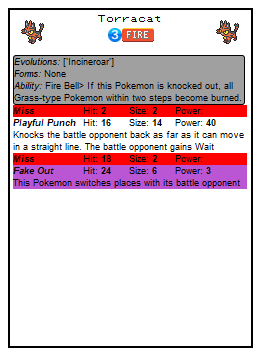 Torracat
3 FIRE
Evolutions: ['Incineroar']
Forms: None
Ability: Fire Bell> If this Pokemon is knocked out, all
Grass-type Pokemon within two steps become burned.
Miss Hit: 2 Size: 2 Power:
Playful Punch Hit: 16 Size: 14 Power: 40
Knocks the battle opponent back as far as it can move
in a straight line. The battle opponent gains Wait
Miss Hit: 18 Size: 2 Power:
Fake Out Hit: 24 Size: 6 Power: 3
This Pokemon switches places with its battle opponent